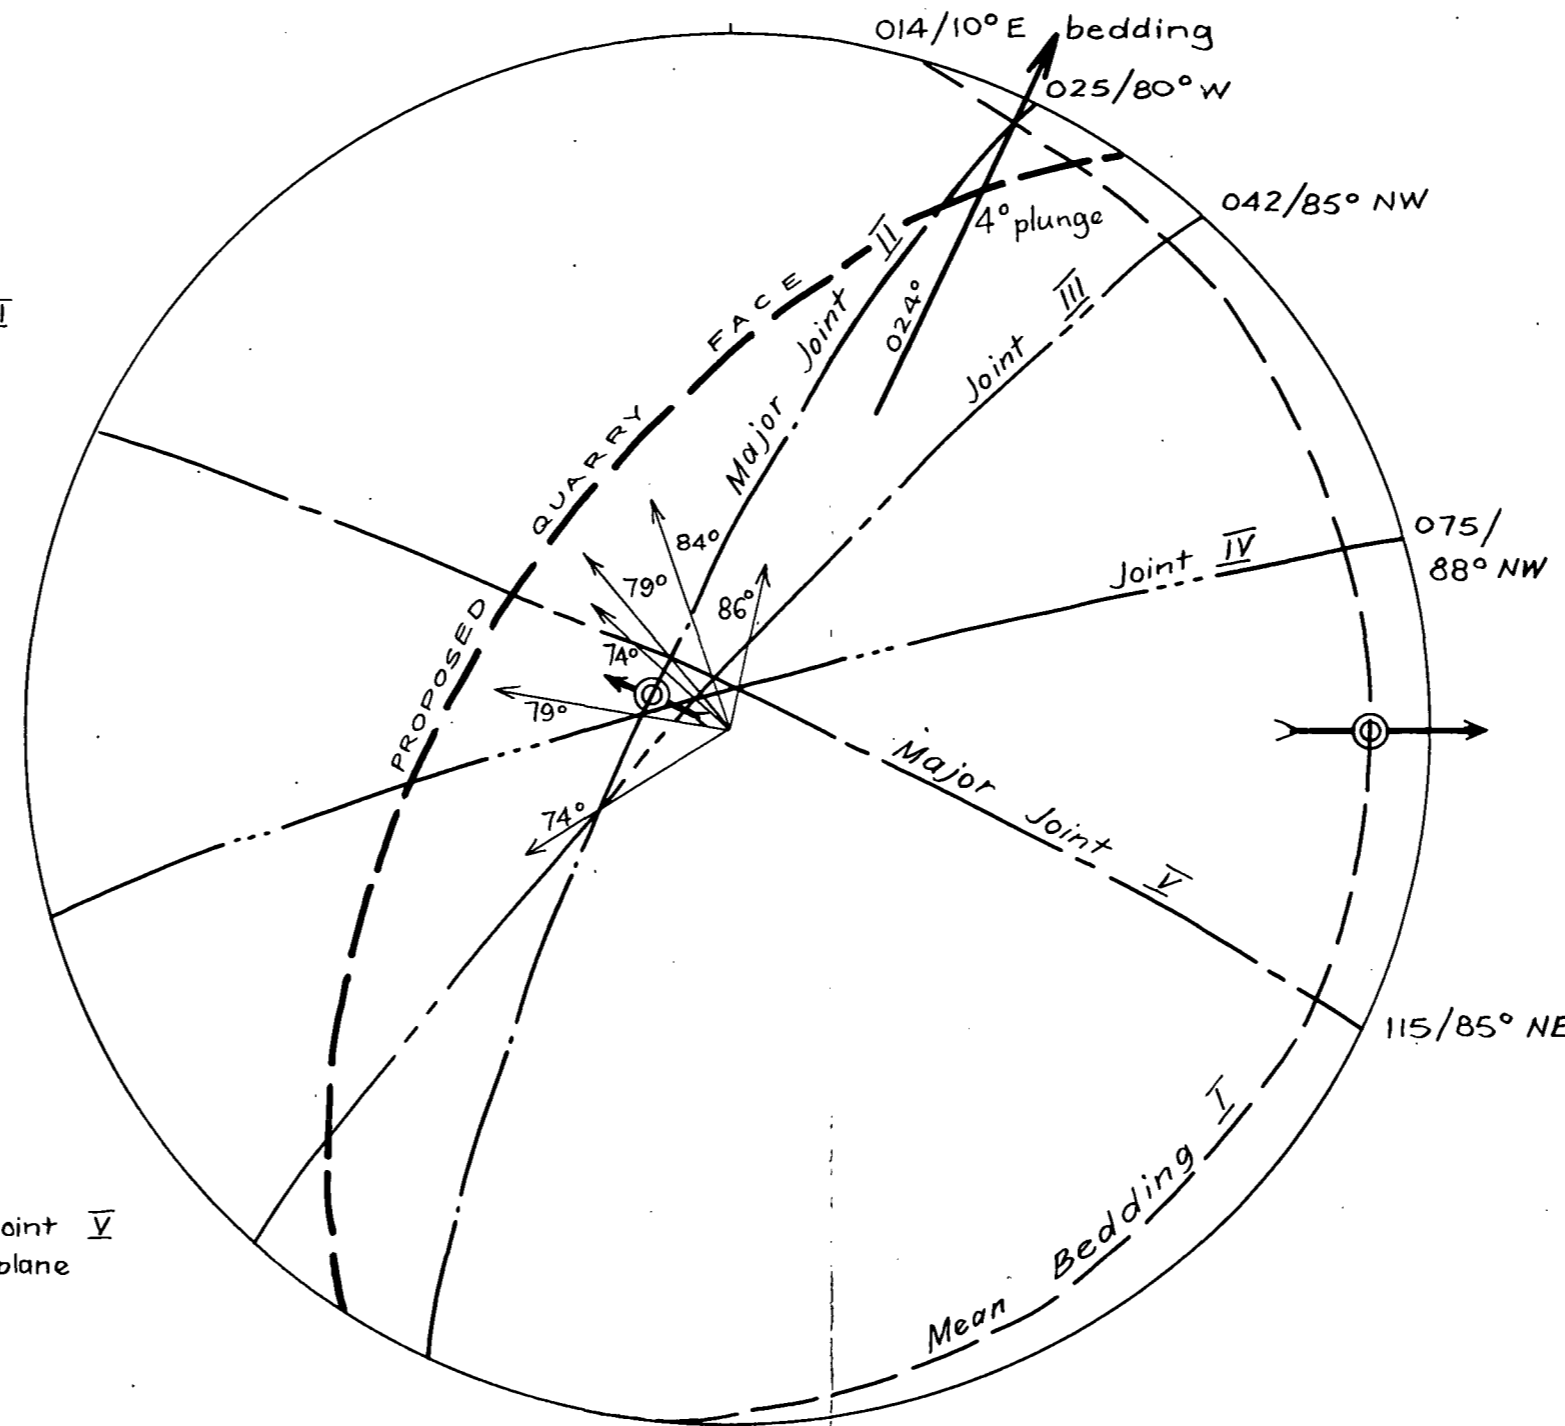 014/10° E bedding
025/80° W
042/85° NW
4° plunge
II
III
024°
PROPOSED QUARRY FACE
Major Joint II
Joint III
075/
88° NW
Joint IV
84°
79°
86°
74°
79°
74°
Major Joint V
115/85° NE
Mean Bedding I
oint V
plane